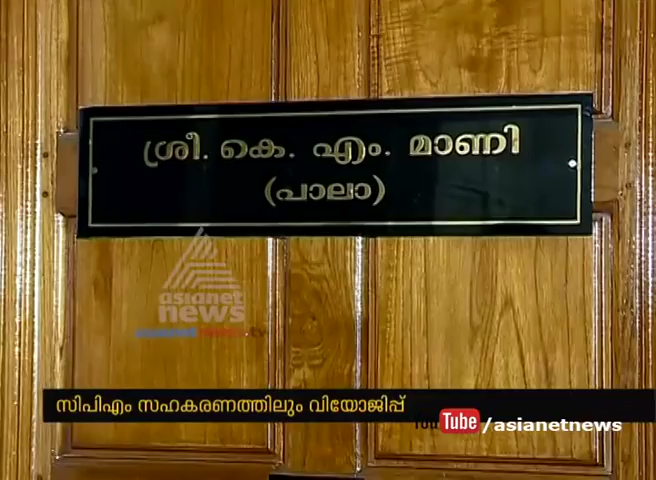 ശ്രീ. കെ. എം. മാണി
(പാലാ)
asianet
news
സിപിഎം സഹകരണത്തിലും വിയോജിപ്പ്
YouTube /asianetnews